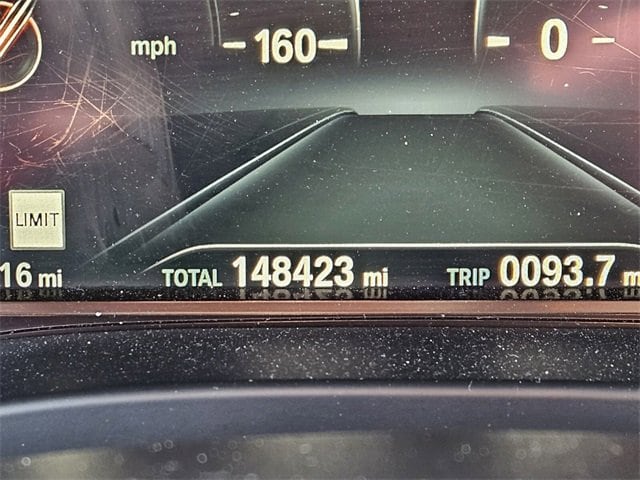 mph 160 0
LIMIT
16 mi TOTAL 148423 mi TRIP 0093.7